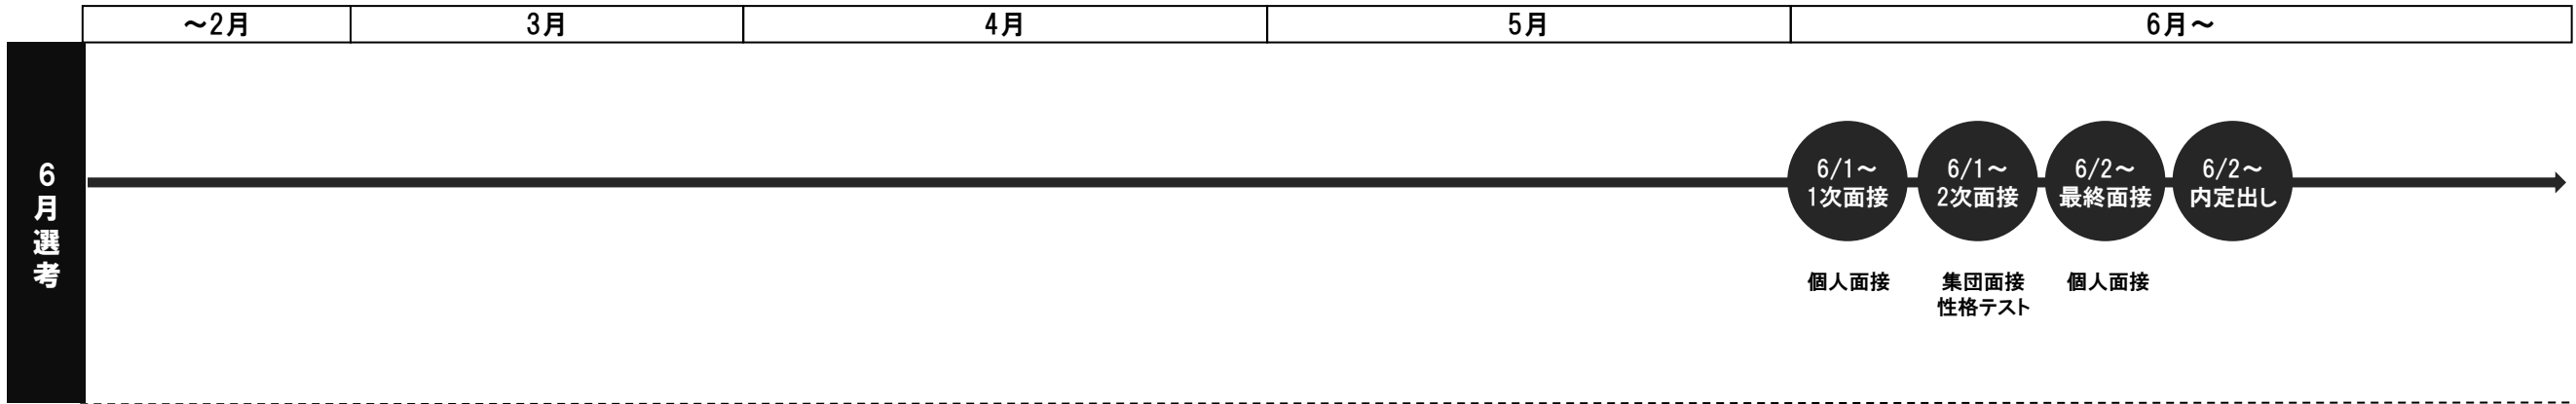 ～2月
3月
4月
5月
6月～
6月選考
6/1～
1次面接
6/1～
2次面接
6/2～
最終面接
6/2～
内定出し
個人面接
集団面接
性格テスト
個人面接